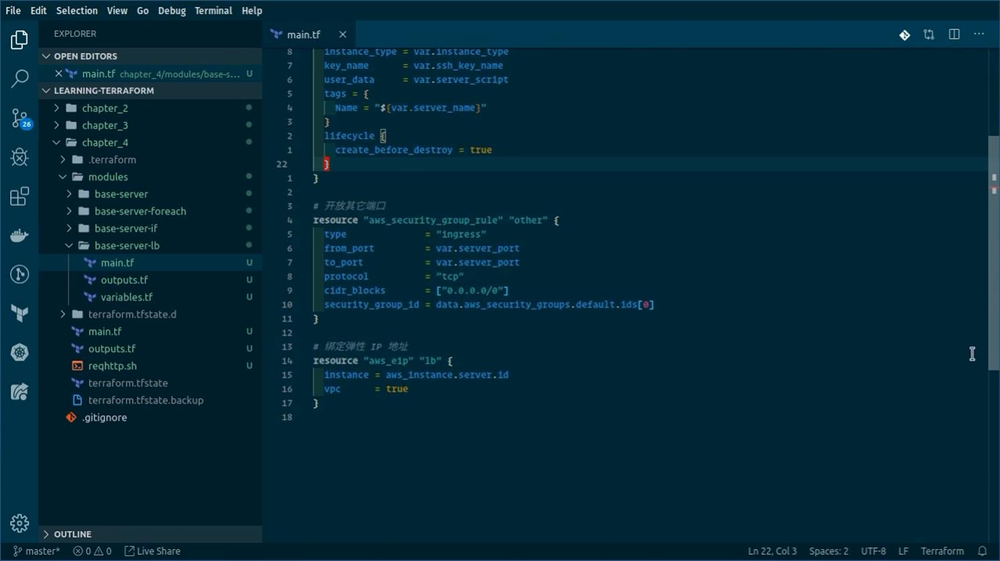 File Edit Selection View Go Debug Terminal Help
EXPLORER
OPEN EDITORS
main.tf chapter_4/modules/base-s... U
LEARNING-TERRAFORM
chapter_2
chapter_3
chapter_4
.terraform
modules
base-server
base-server-foreach
base-server-if
base-server-lb
main.tf U
outputs.tf U
variables.tf U
terraform.tfstate.d
main.tf U
outputs.tf U
reqhttp.sh U
terraform.tfstate
terraform.tfstate.backup
.gitignore
OUTLINE
26
main.tf
8 instance_type = var.instance_type
7 key_name = var.ssh_key_name
6 user_data = var.server_script
5 tags = {
4 Name = "${var.server_name}"
3 }
2 lifecycle {
1 create_before_destroy = true
22 }
1 }
2
3 # 开放其它端口
4 resource "aws_security_group_rule" "other" {
5 type = "ingress"
6 from_port = var.server_port
7 to_port = var.server_port
8 protocol = "tcp"
9 cidr_blocks = ["0.0.0.0/0"]
10 security_group_id = data.aws_security_groups.default.ids[0]
11 }
12
13 # 绑定弹性 IP 地址
14 resource "aws_eip" "lb" {
15 instance = aws_instance.server.id
16 vpc = true
17 }
18
master* 0 0 Live Share Ln 22, Col 3 Spaces: 2 UTF-8 LF Terraform